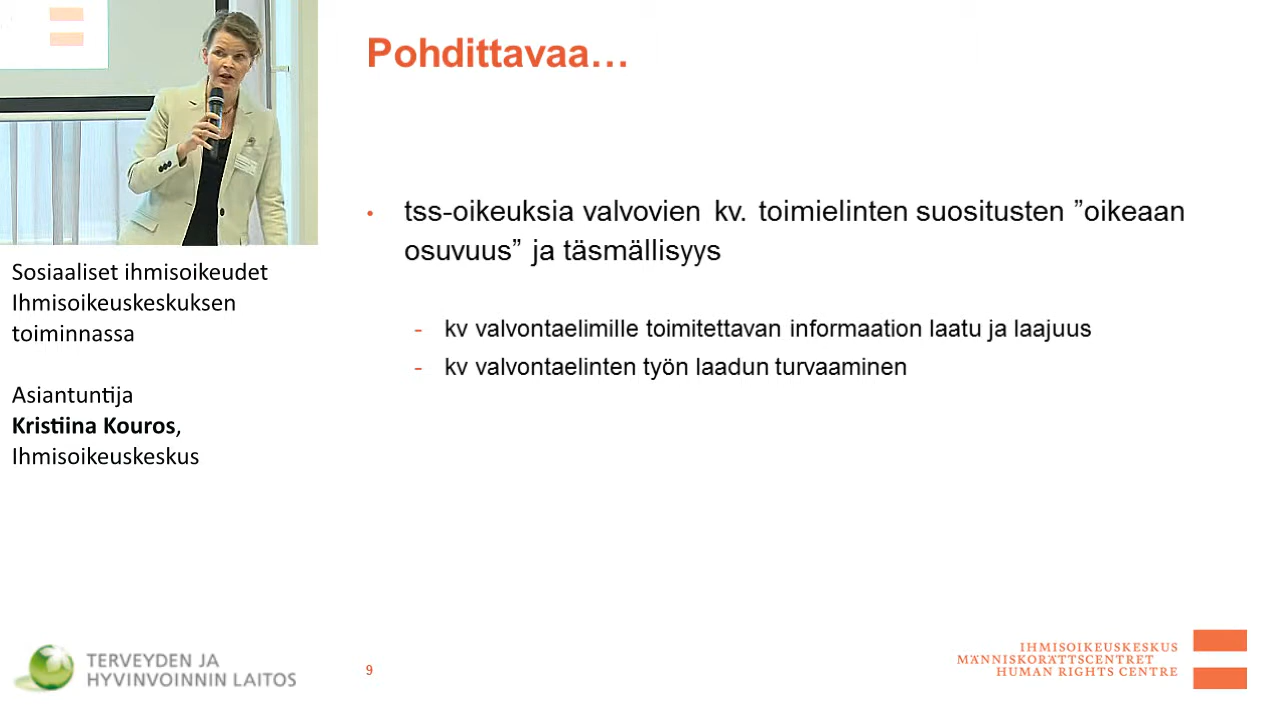 Pohdittavaa...
• tss-oikeuksia valvovien kv. toimielinten suositusten ”oikeaan
osuvuus” ja täsmällisyys
- kv valvontaelimille toimitettavan informaation laatu ja laajuus
- kv valvontaelinten työn laadun turvaaminen
Sosiaaliset ihmisoikeudet
Ihmisoikeuskeskuksen
toiminnassa
Asiantuntija
Kristiina Kouros,
Ihmisoikeuskeskus
TERVEYDEN JA
HYVINVOINNIN LAITOS
9
IHMISOIKEUSKESKUS
MÄNNISKORÄTTSCENTRET
HUMAN RIGHTS CENTRE